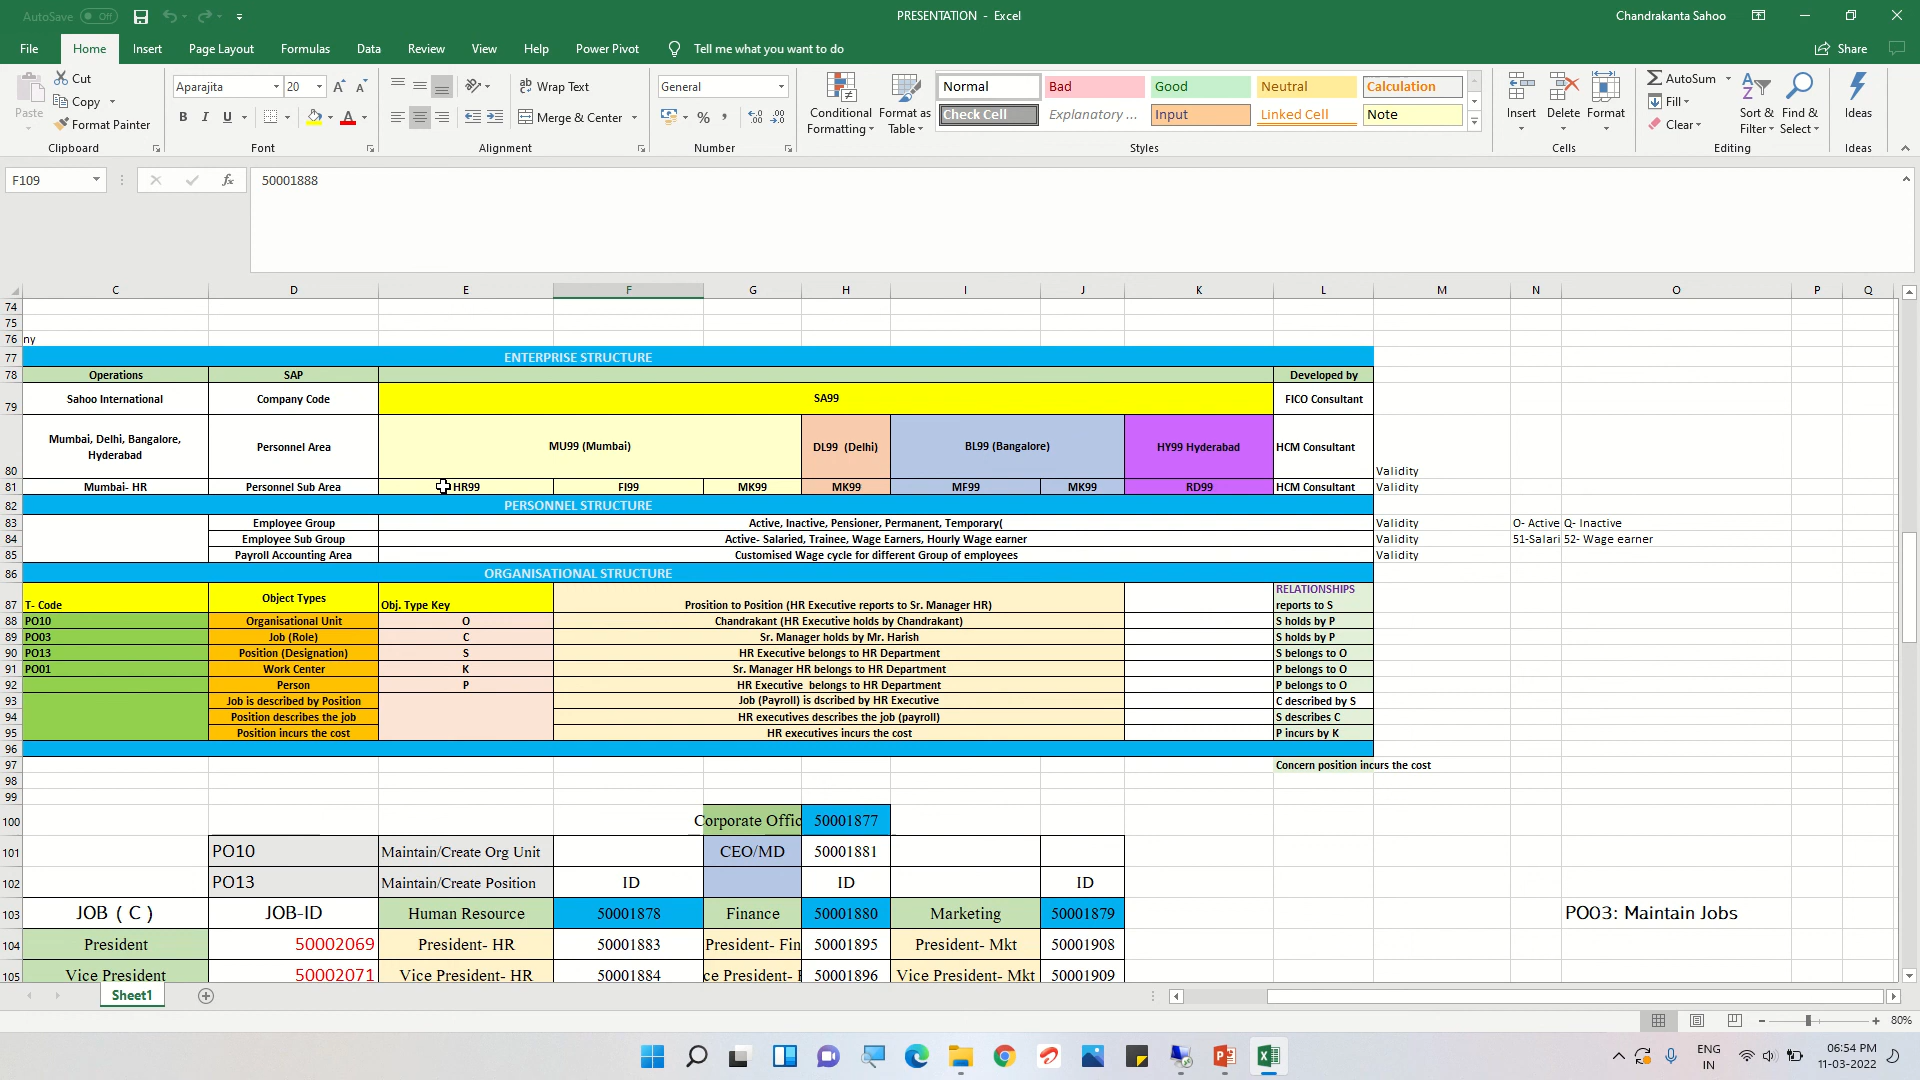 AutoSave Off
PRESENTATION - Excel
Chandrakanta Sahoo
File Home Insert Page Layout Formulas Data Review View Help Power Pivot Tell me what you want to do Share
Cut
Copy
Format Painter
Paste
Clipboard
Aparajita 20
B I U
Font
Wrap Text
Merge & Center
Alignment
General
Number
Conditional Formatting
Format as Table
Normal Bad Good Neutral Calculation
Check Cell Explanatory ... Input Linked Cell Note
Styles
Insert Delete Format
Cells
AutoSum
Fill
Clear
Sort & Filter
Find & Select
Editing
Ideas
Ideas
F109 fx 50001888
C D E F G H I J K L M N O P Q
74
75
76 ny
77 ENTERPRISE STRUCTURE
78 Operations SAP Developed by
79 Sahoo International Company Code SA99 FICO Consultant
80 Mumbai, Delhi, Bangalore, Hyderabad Personnel Area MU99 (Mumbai) DL99 (Delhi) BL99 (Bangalore) HY99 Hyderabad HCM Consultant Validity
81 Mumbai- HR Personnel Sub Area HR99 FI99 MK99 MK99 MF99 MK99 RD99 HCM Consultant Validity
82 PERSONNEL STRUCTURE
83 Employee Group Active, Inactive, Pensioner, Permanent, Temporary( Validity O- Active Q- Inactive
84 Employee Sub Group Active- Salaried, Trainee, Wage Earners, Hourly Wage earner Validity 51-Salari 52- Wage earner
85 Payroll Accounting Area Customised Wage cycle for different Group of employees Validity
86 ORGANISATIONAL STRUCTURE
87 T- Code Object Types Obj. Type Key Prosition to Position (HR Executive reports to Sr. Manager HR) RELATIONSHIPS reports to S
88 PO10 Organisational Unit O Chandrakant (HR Executive holds by Chandrakant) S holds by P
89 PO03 Job (Role) C Sr. Manager holds by Mr. Harish S holds by P
90 PO13 Position (Designation) S HR Executive belongs to HR Department S belongs to O
91 PO01 Work Center K Sr. Manager HR belongs to HR Department P belongs to O
92 Person P HR Executive belongs to HR Department P belongs to O
93 Job is described by Position Job (Payroll) is dscribed by HR Executive C described by S
94 Position describes the job HR executives describes the job (payroll) S describes C
95 Position incurs the cost HR executives incurs the cost P incurs by K
96
97 Concern position incurs the cost
98
99
100 Corporate Offic 50001877
101 PO10 Maintain/Create Org Unit CEO/MD 50001881
102 PO13 Maintain/Create Position ID ID ID
103 JOB ( C ) JOB-ID Human Resource 50001878 Finance 50001880 Marketing 50001879 PO03: Maintain Jobs
104 President 50002069 President- HR 50001883 President- Fin 50001895 President- Mkt 50001908
105 Vice President 50002071 Vice President- HR 50001884 ce President- F 50001896 Vice President- Mkt 50001909
Sheet1
80%
ENG
IN
06:54 PM
11-03-2022